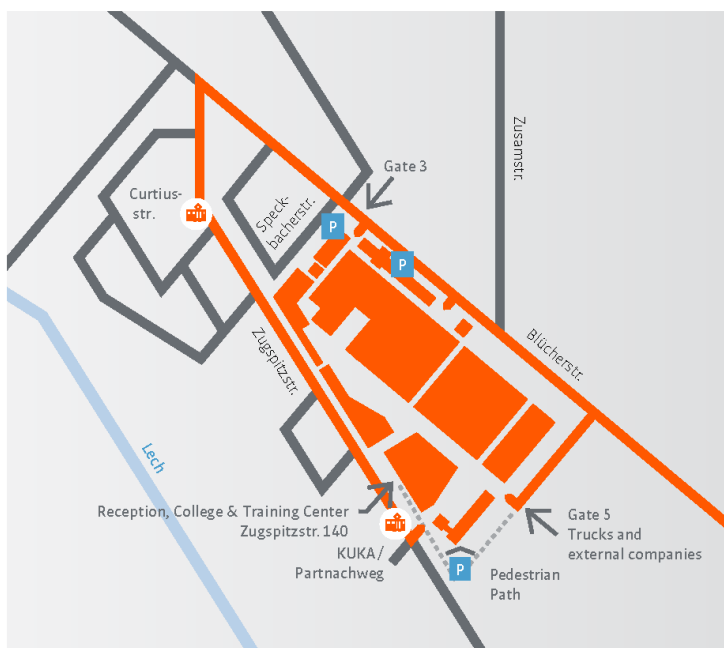 Gate 3
Zusamstr.
Curtius-
str.
Speck-
bacherstr.
P
P
Blücherstr.
Zugspitzstr.
Lech
Reception, College & Training Center
Zugspitzstr. 140
KUKA/
Partnachweg
Gate 5
Trucks and
external companies
P
Pedestrian
Path